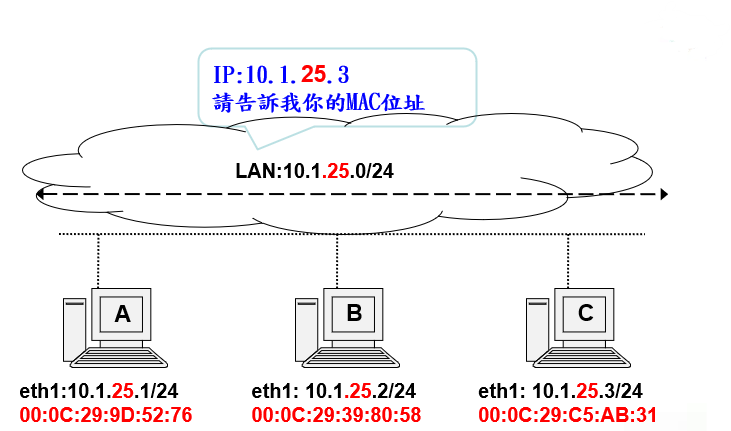 IP:10.1.25.3
請告訴我你的MAC位址
LAN:10.1.25.0/24
A
B
C
eth1:10.1.25.1/24
00:0C:29:9D:52:76
eth1: 10.1.25.2/24
00:0C:29:39:80:58
eth1: 10.1.25.3/24
00:0C:29:C5:AB:31